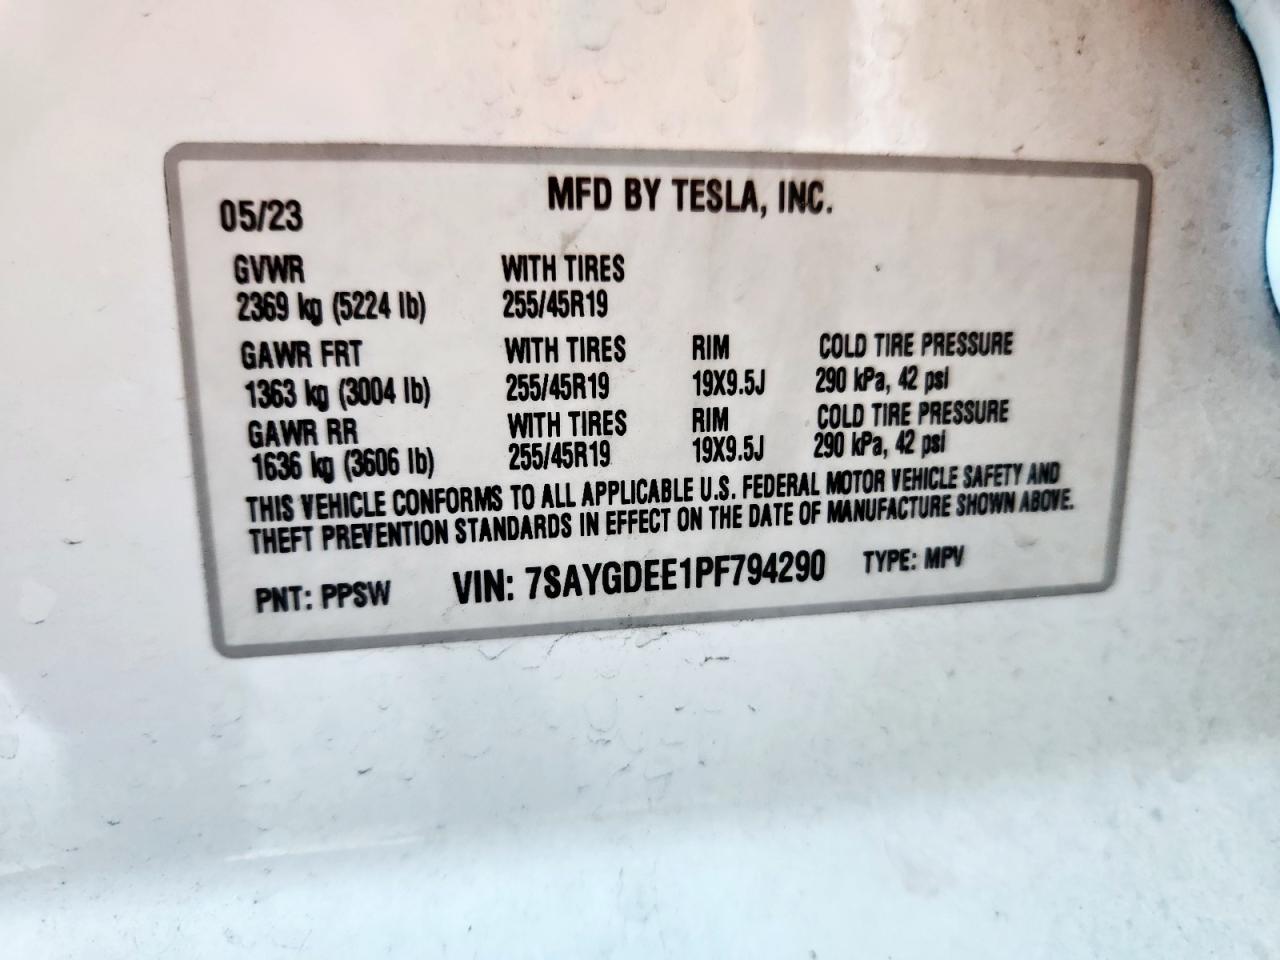 MFD BY TESLA, INC.
05/23
GVWR WITH TIRES
2369 kg (5224 lb) 255/45R19
GAWR FRT WITH TIRES RIM COLD TIRE PRESSURE
1363 kg (3004 lb) 255/45R19 19X9.5J 290 kPa, 42 psi
GAWR RR WITH TIRES RIM COLD TIRE PRESSURE
1636 kg (3606 lb) 255/45R19 19X9.5J 290 kPa, 42 psi
THIS VEHICLE CONFORMS TO ALL APPLICABLE U.S. FEDERAL MOTOR VEHICLE SAFETY AND
THEFT PREVENTION STANDARDS IN EFFECT ON THE DATE OF MANUFACTURE SHOWN ABOVE.
PNT: PPSW VIN: 7SAYGDEE1PF794290 TYPE: MPV